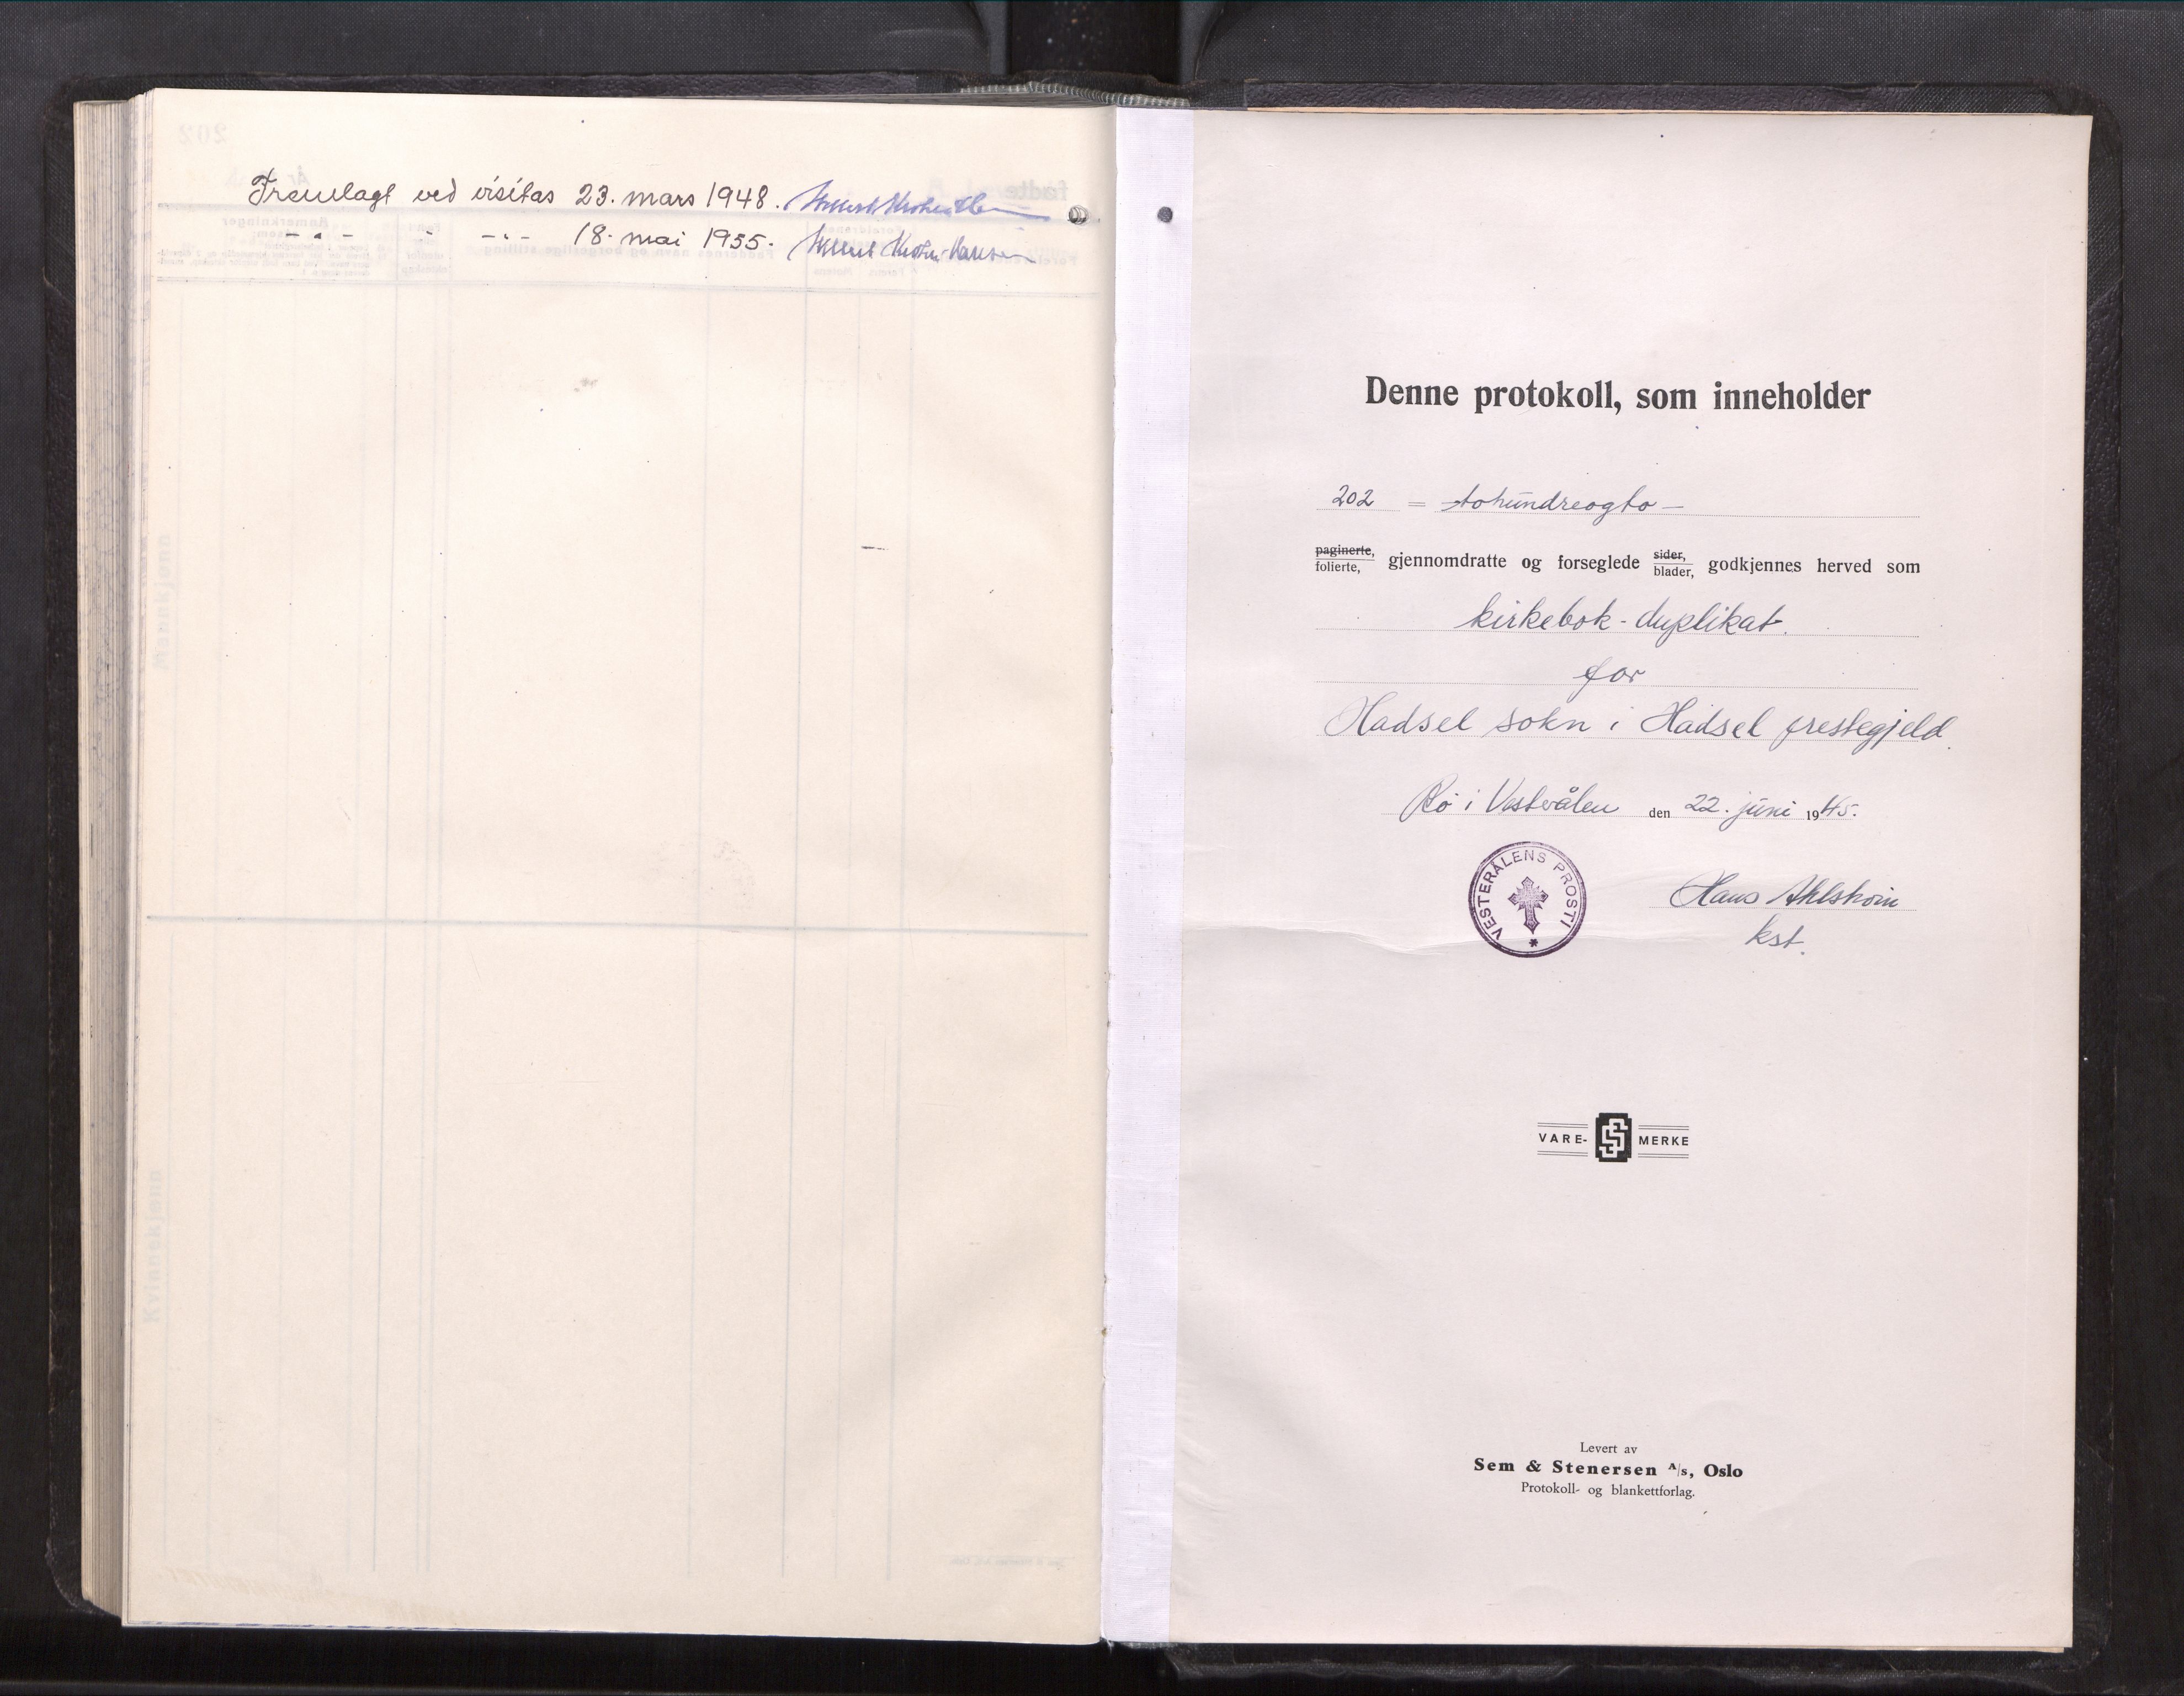 Fremlagt ved visitas 23. mars 1948.
- " - - - " - 18. mai 1955.
Denne protokoll, som inneholder
202 = tohundreogto -
paginerte, folierte, gjennomdratte og forseglede sider, blader, godkjennes herved som
kirkebok-duplikat.
for
Hadsel sokn i Hadsel prestegjeld.
Bø i Vesterålen den 22. juni 1945.
VESTERÅLENS PROSTI
Hans
kst.
VARE- MERKE
Levert av
Sem & Stenersen A/s, Oslo
Protokoll- og blankettforlag.